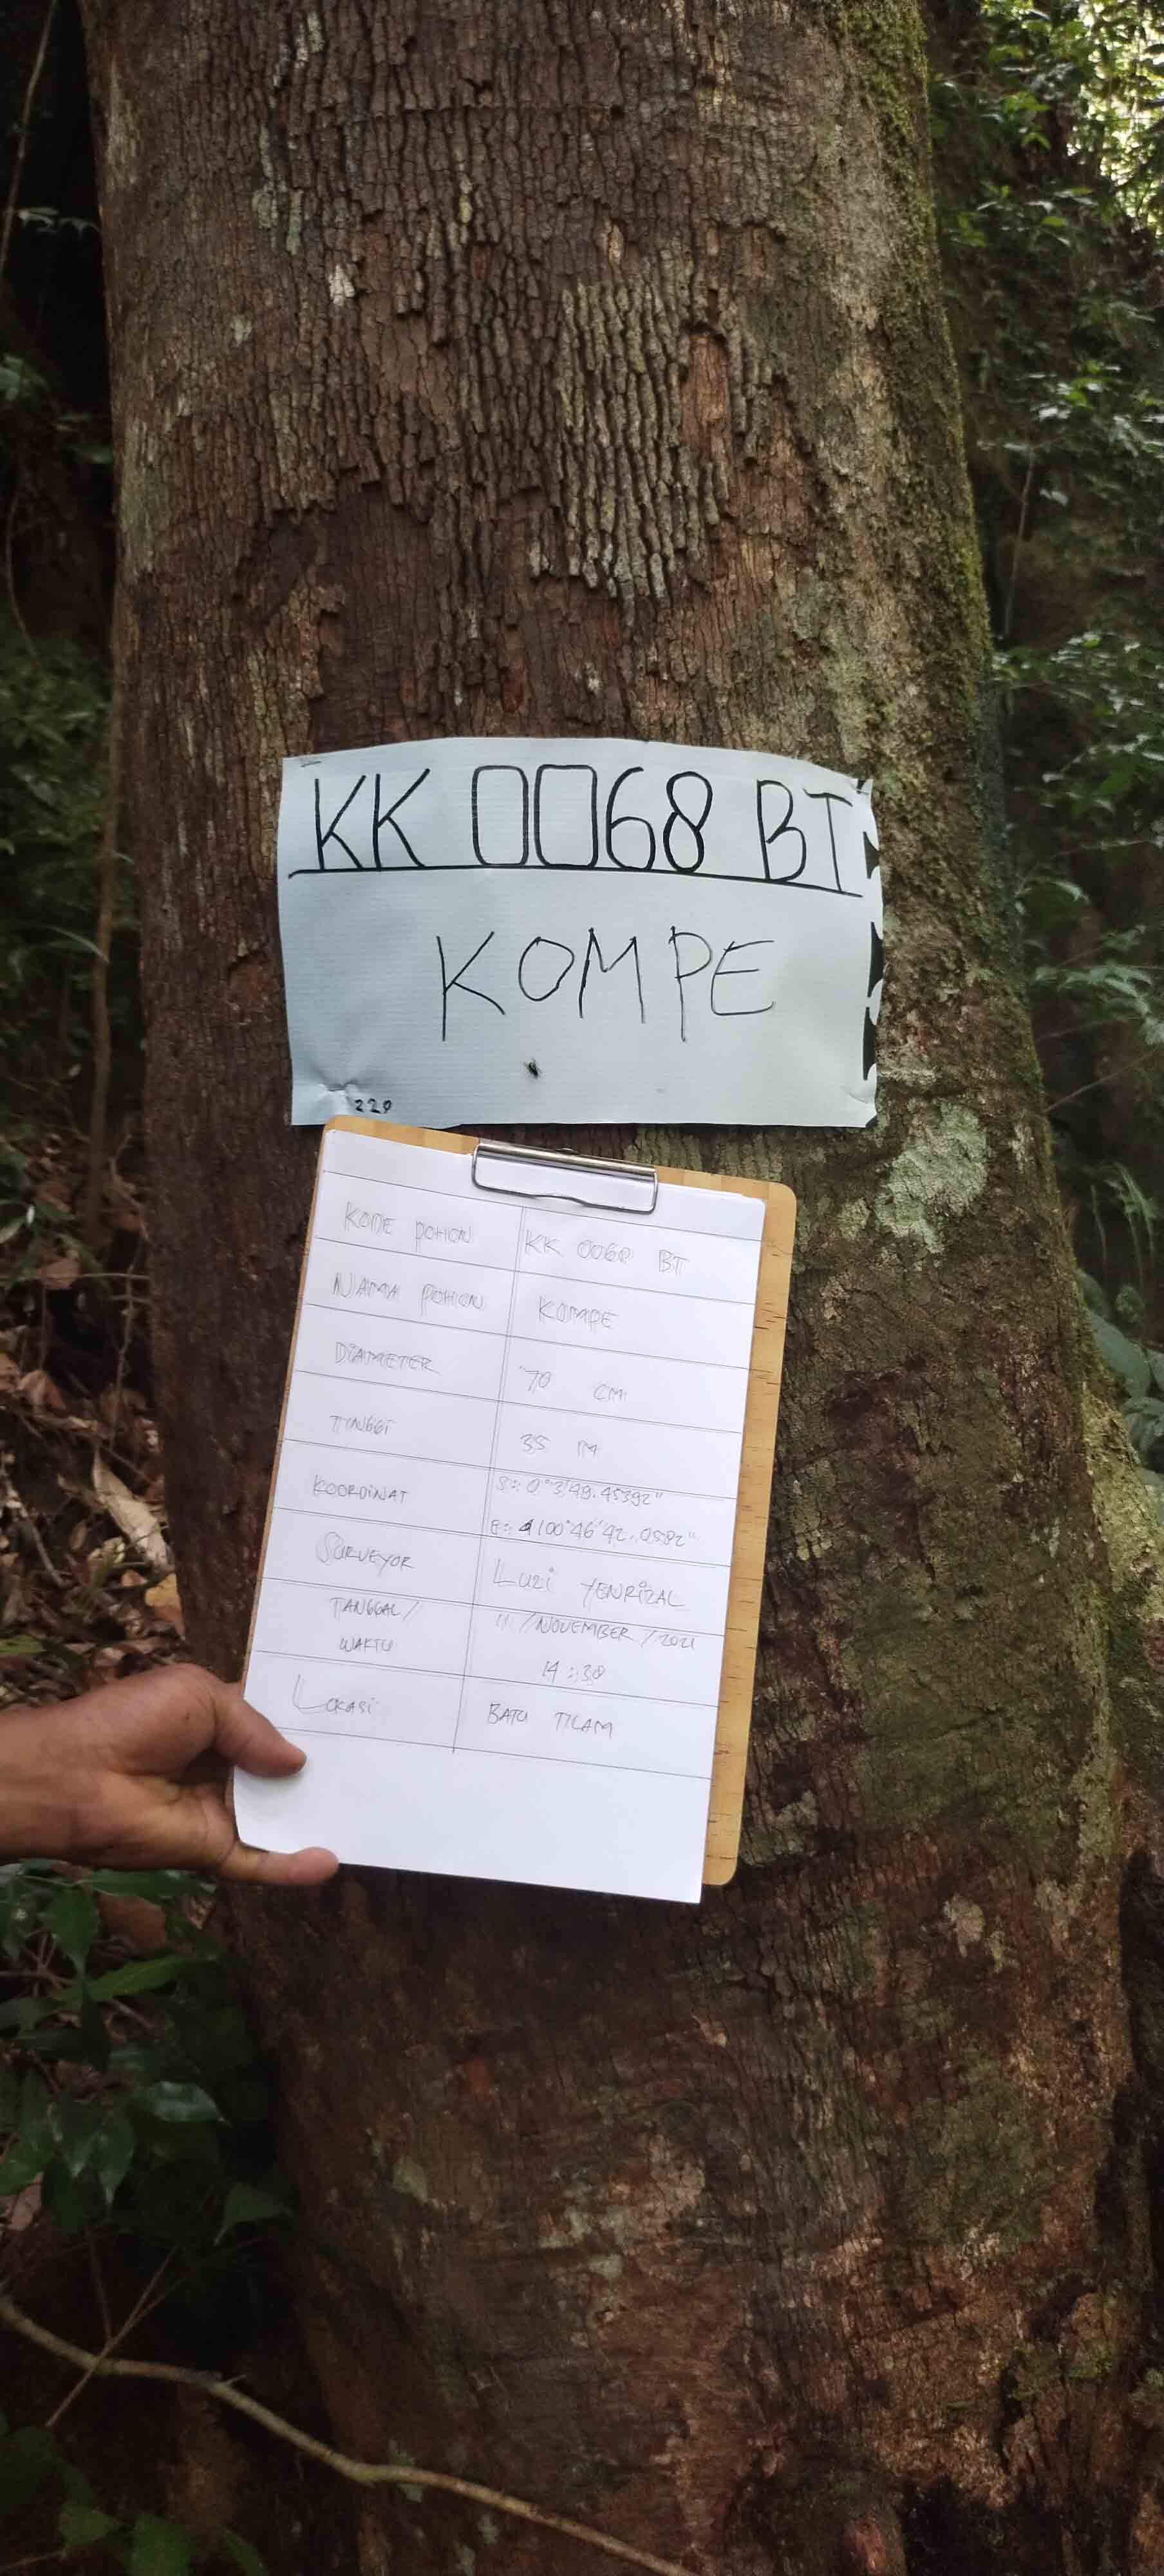 KK 0068 BT
KOMPE
220
KODE POHON KK 0068 BT
NAMA POHON KOMPE
DIAMETER 70 CM
TINGGI 35 M
KOORDINAT S: 0°3'49.45392"
E: 100°46'42.0582"
SURVEYOR LUZI YENRIZAL
TANGGAL/ 11/NOVEMBER/2021
WAKTU 14:38
LOKASI BATU TILAM